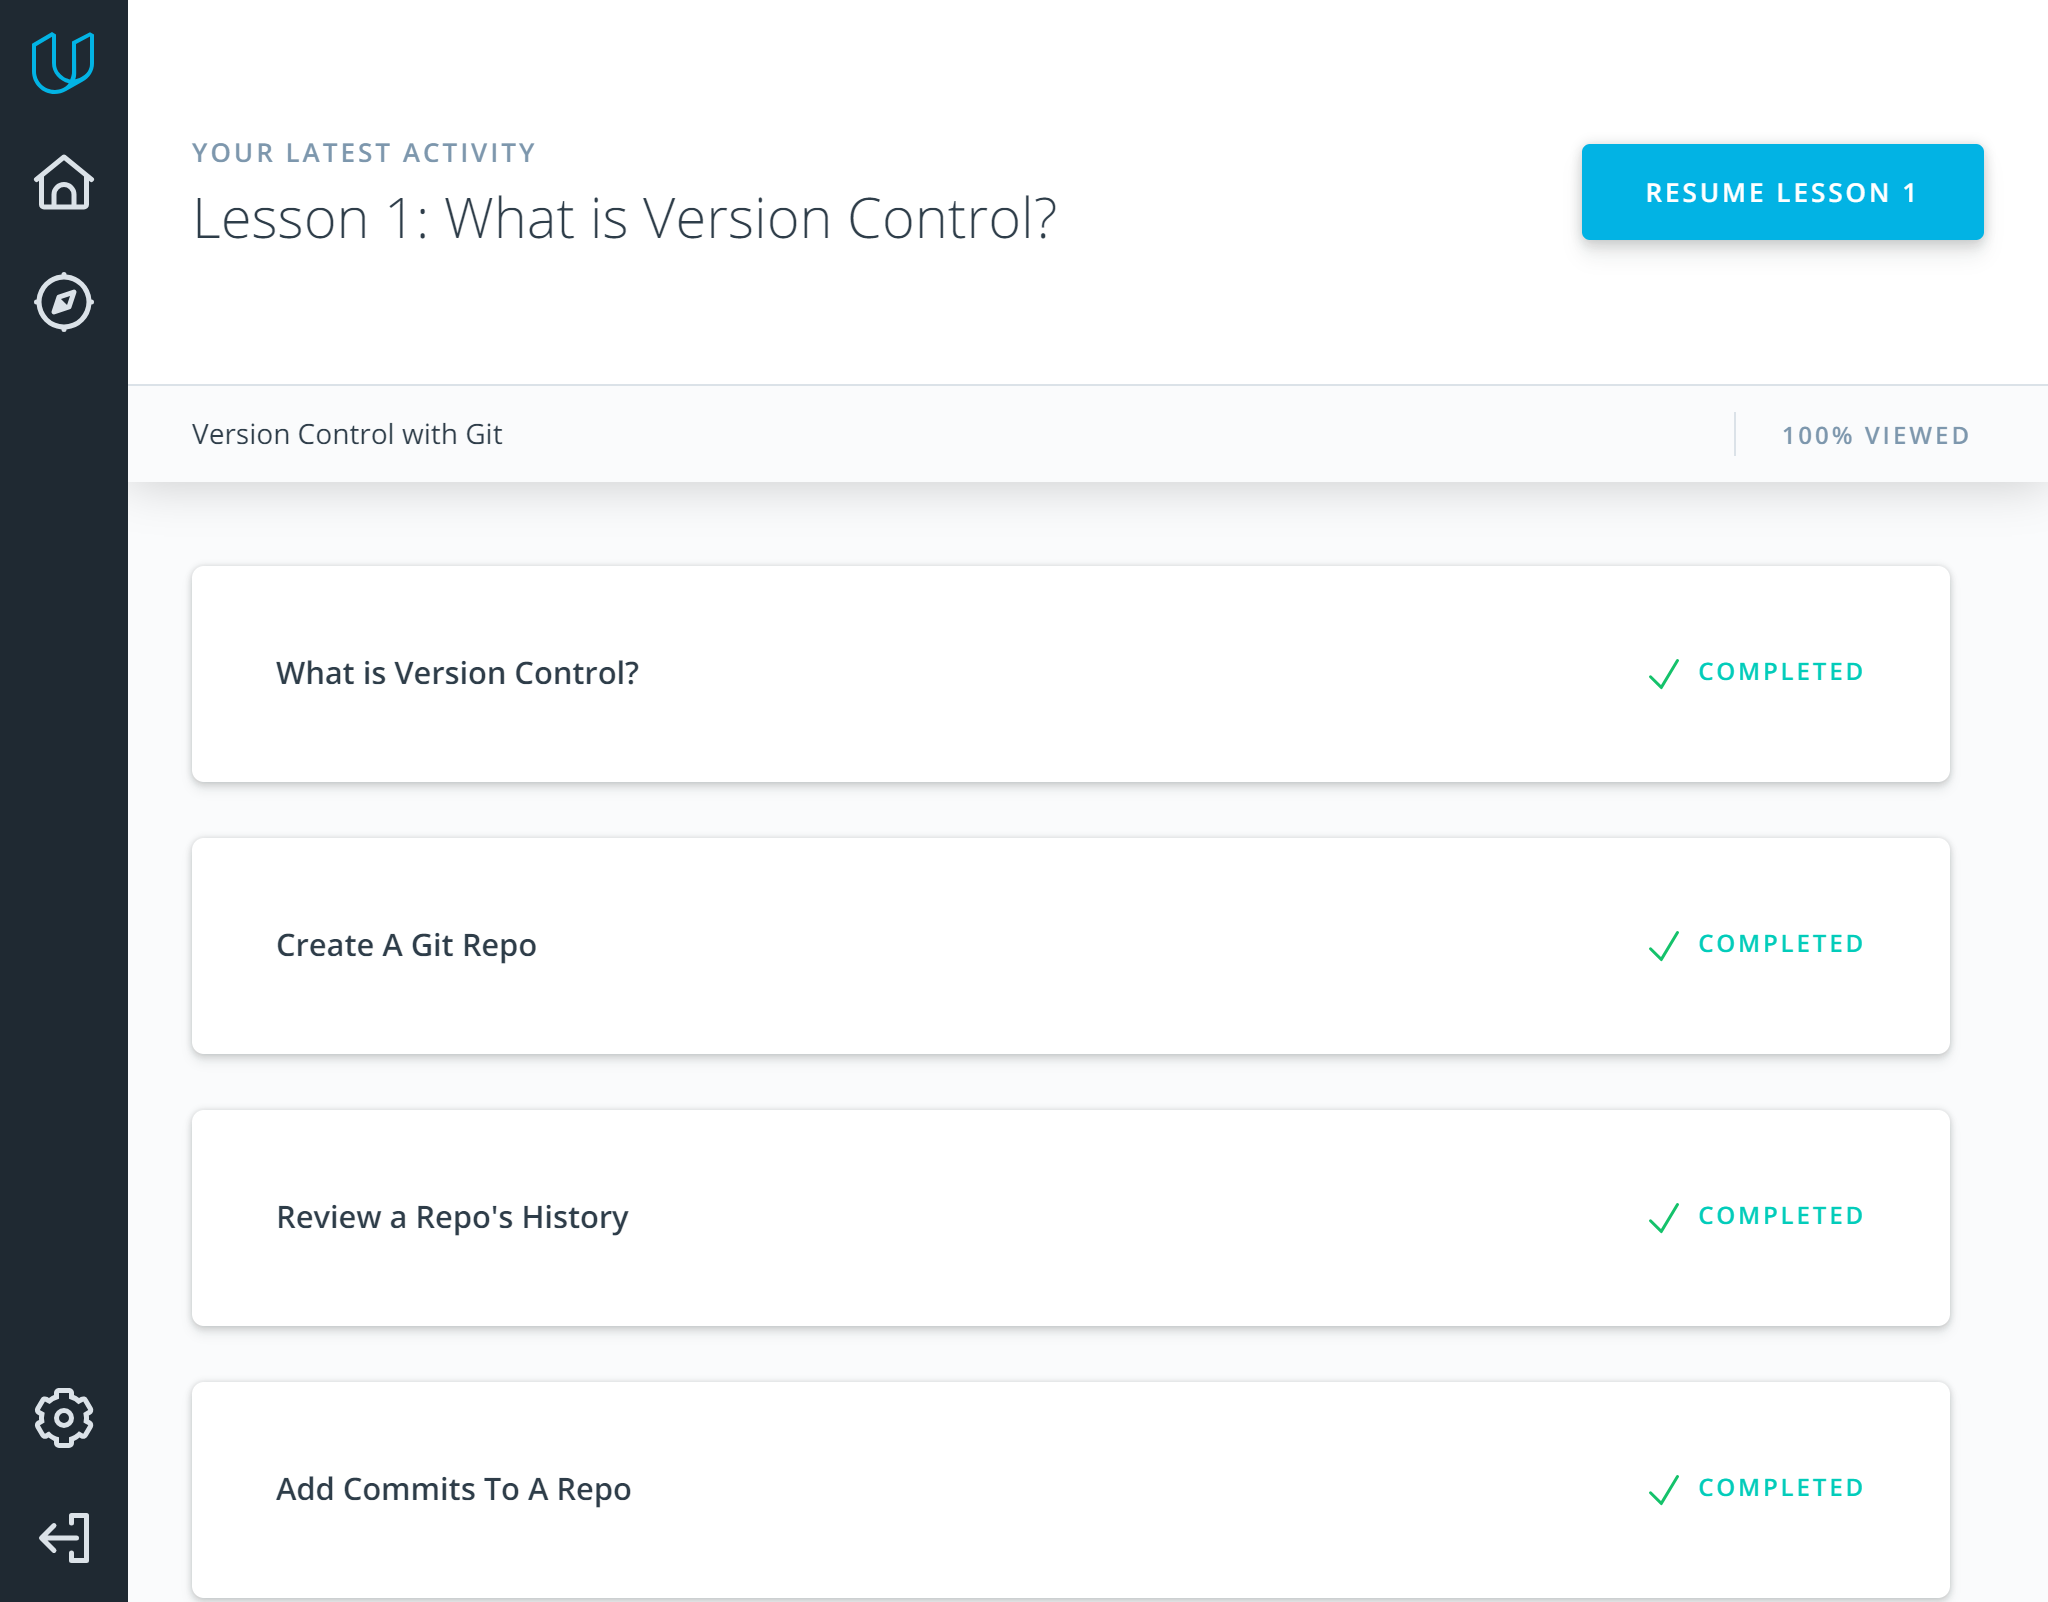 YOUR LATEST ACTIVITY
Lesson 1: What is Version Control?
RESUME LESSON 1
Version Control with Git
100% VIEWED
What is Version Control?
COMPLETED
Create A Git Repo
COMPLETED
Review a Repo's History
COMPLETED
Add Commits To A Repo
COMPLETED